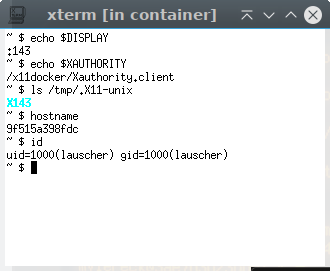 xterm [in container]
~ $ echo $DISPLAY
:143
~ $ echo $XAUTHORITY
/x11docker/Xauthority.client
~ $ ls /tmp/.X11-unix
X143
~ $ hostname
9f515a398fdc
~ $ id
uid=1000(lauscher) gid=1000(lauscher)
~ $